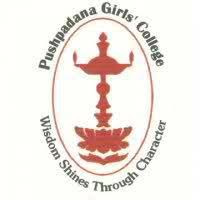 Pushpadana Girls' College
Wisdom Shines Through Character